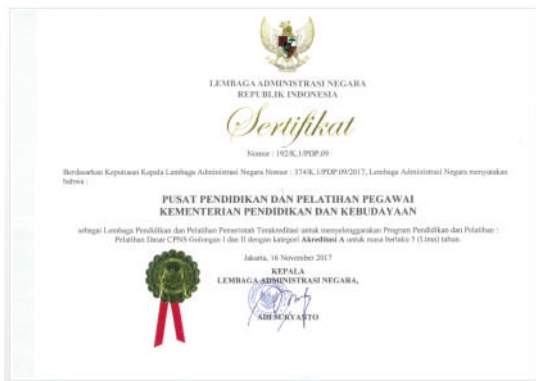 LEMBAGA ADMINISTRASI NEGARA
REPUBLIK INDONESIA
Sertifikat
Nomor : 192/K.1/PDP.09
Berdasarkan Keputusan Kepala Lembaga Administrasi Negara Nomor : 374/K.1/PDP.09/2017, Lembaga Administrasi Negara menyatakan
bahwa :
PUSAT PENDIDIKAN DAN PELATIHAN PEGAWAI
KEMENTERIAN PENDIDIKAN DAN KEBUDAYAAN
sebagai Lembaga Pendidikan dan Pelatihan Pemerintah Terakreditasi untuk menyelenggarakan Program Pendidikan dan Pelatihan :
Pelatihan Dasar CPNS Golongan I dan II dengan kategori Akreditasi A untuk masa berlaku 5 (Lima) tahun.
Jakarta, 16 November 2017
KEPALA
LEMBAGA ADMINISTRASI NEGARA,
ADI SURYANTO